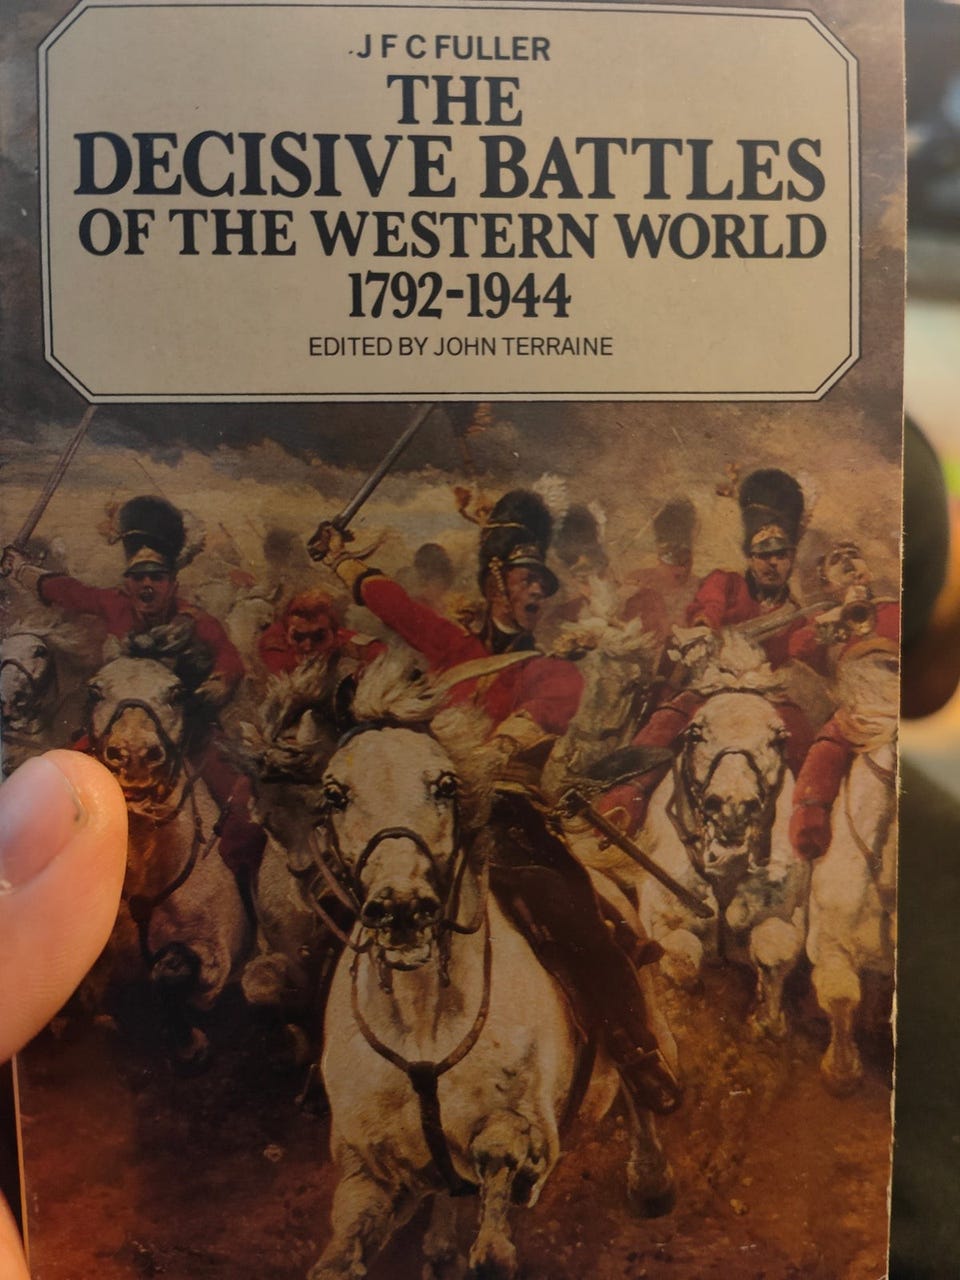 J F C FULLER
THE
DECISIVE BATTLES
OF THE WESTERN WORLD
1792-1944
EDITED BY JOHN TERRAINE